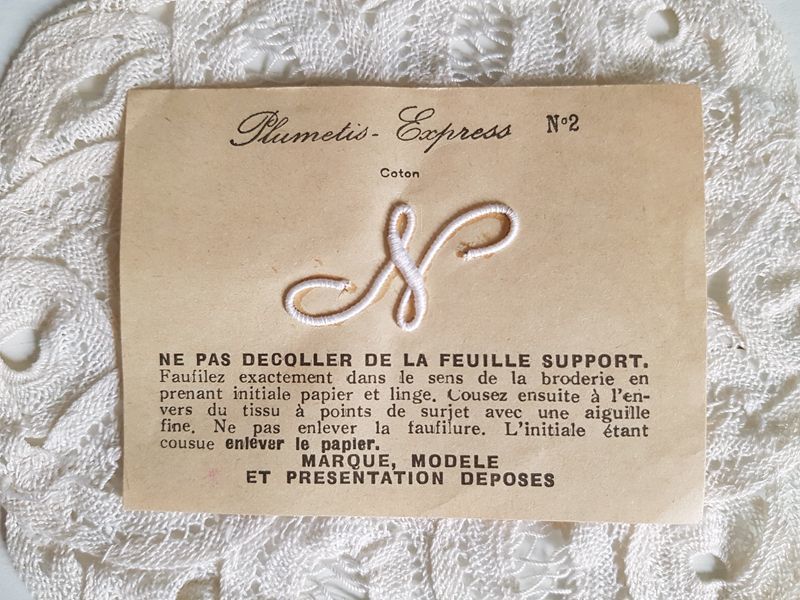 Plumetis - Express N°2
Coton
N
NE PAS DECOLLER DE LA FEUILLE SUPPORT.
Faufilez exactement dans le sens de la broderie en
prenant initiale papier et linge. Cousez ensuite à l'en-
vers du tissu à points de surjet avec une aiguille
fine. Ne pas enlever la faufilure. L'initiale étant
cousue enlever le papier.
MARQUE, MODELE
ET PRESENTATION DEPOSES